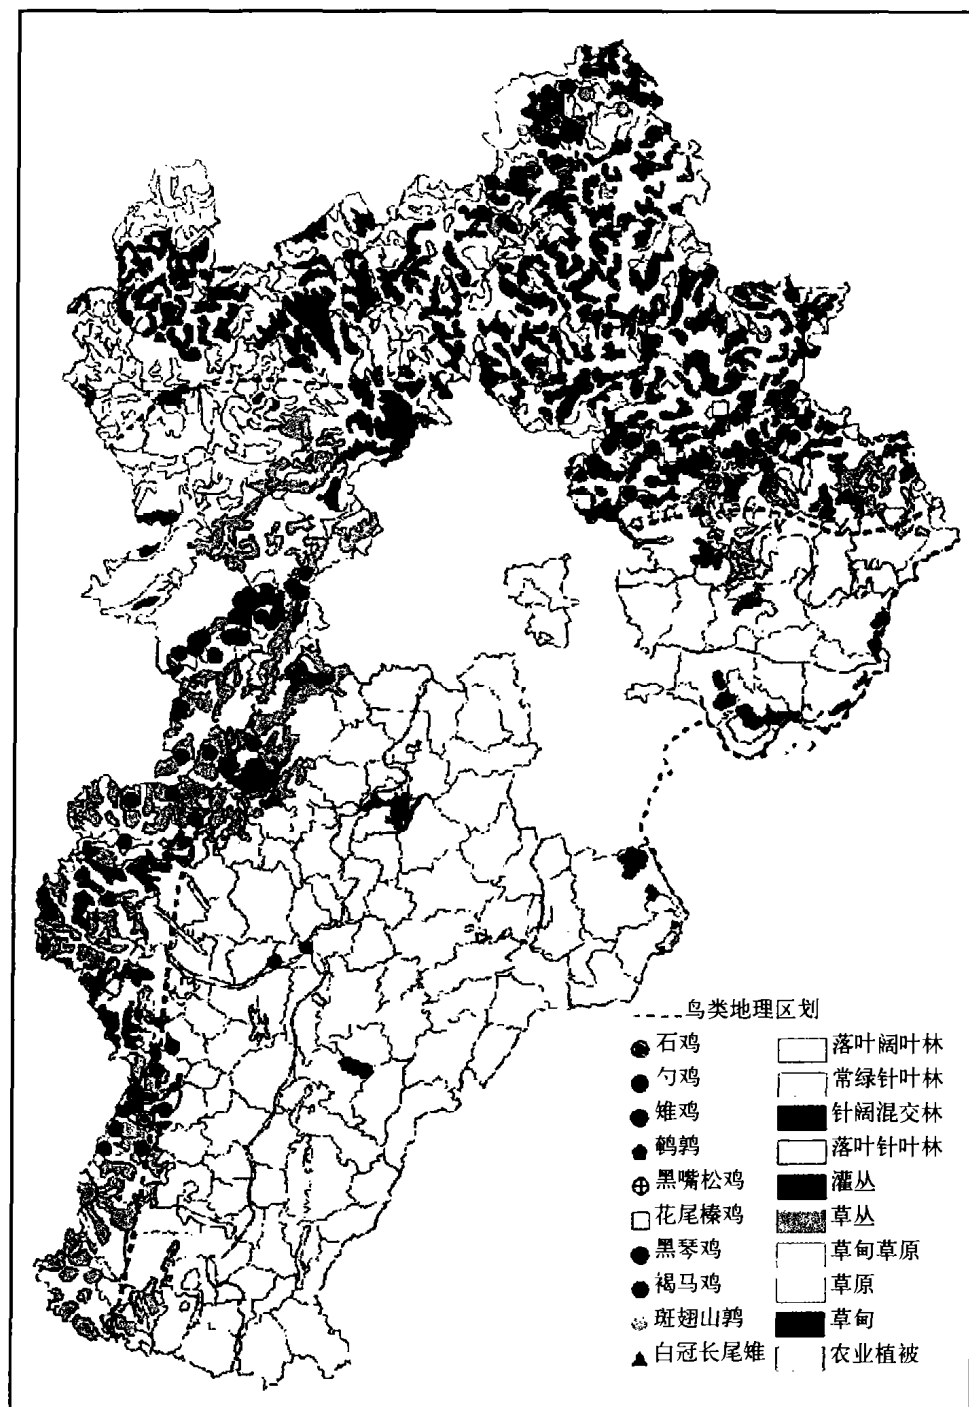 鸟类地理区划
石鸡
勺鸡
雉鸡
鹌鹑
黑嘴松鸡
花尾榛鸡
黑琴鸡
褐马鸡
斑翅山鹑
白冠长尾雉
落叶阔叶林
常绿针叶林
针阔混交林
落叶针叶林
灌丛
草丛
草甸草原
草原
草甸
农业植被